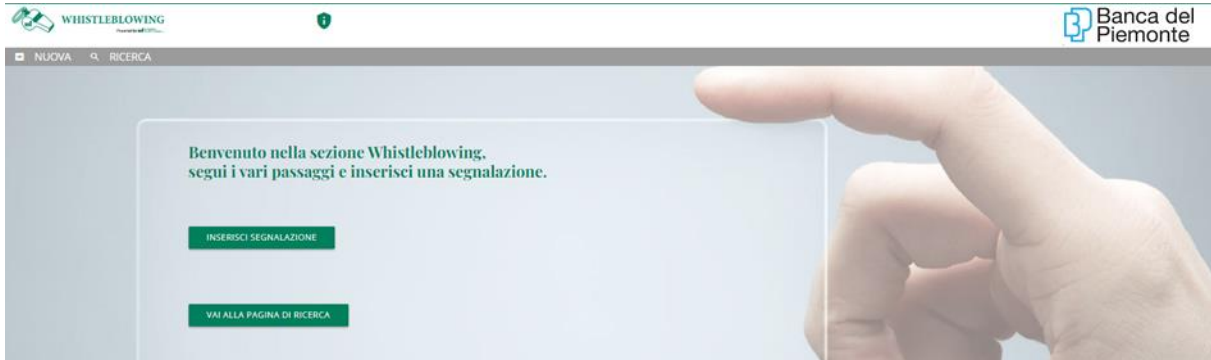 WHISTLEBLOWING
Banca del
Piemonte
NUOVA RICERCA
Benvenuto nella sezione Whistleblowing,
segui i vari passaggi e inserisci una segnalazione.
INSERISCI SEGNALAZIONE
VAI ALLA PAGINA DI RICERCA